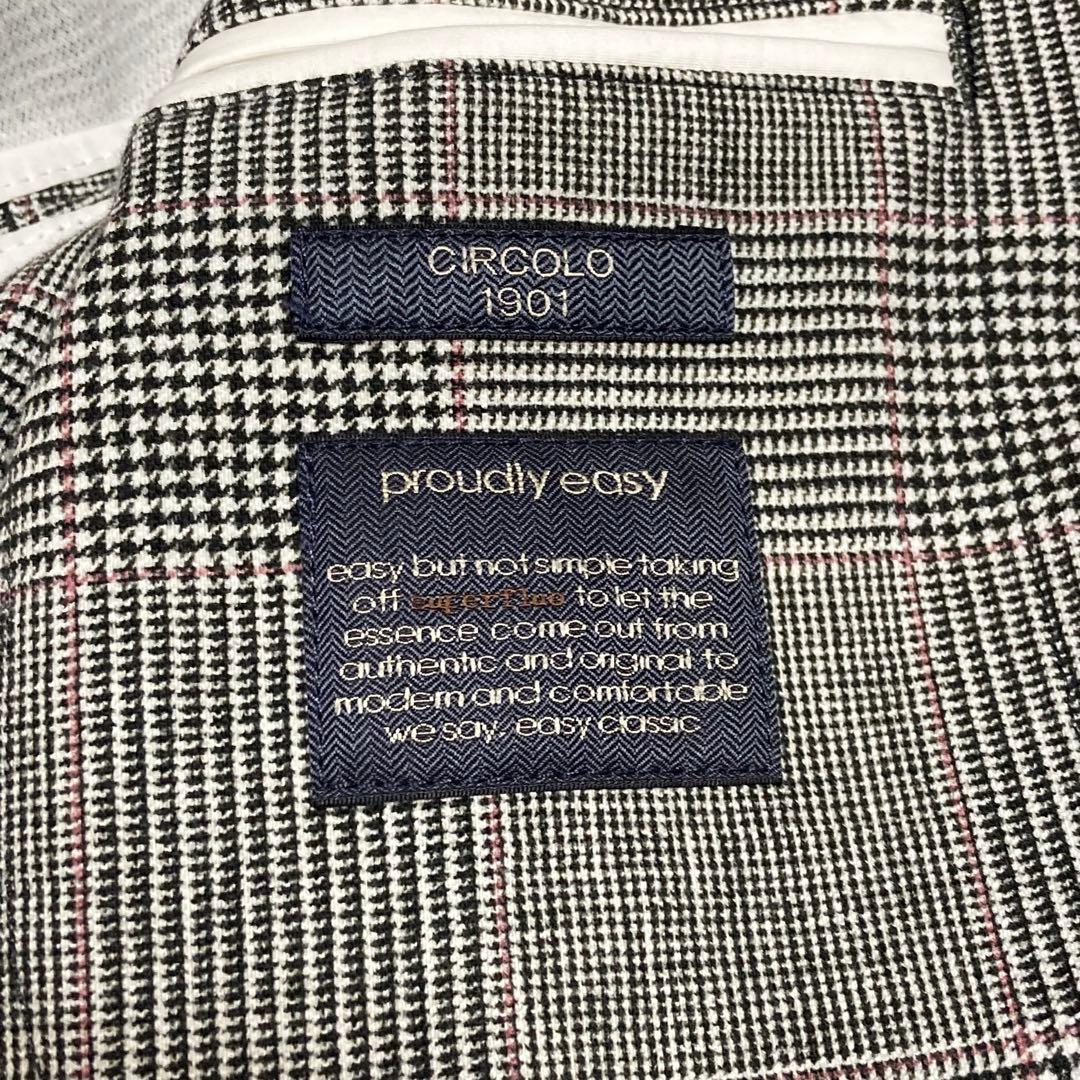 CIRCOLO
1901
proudly easy
easy but not simple taking
off superfluo to let the
essence come out from
authentic and original to
modern and comfortable
we say, easy classic